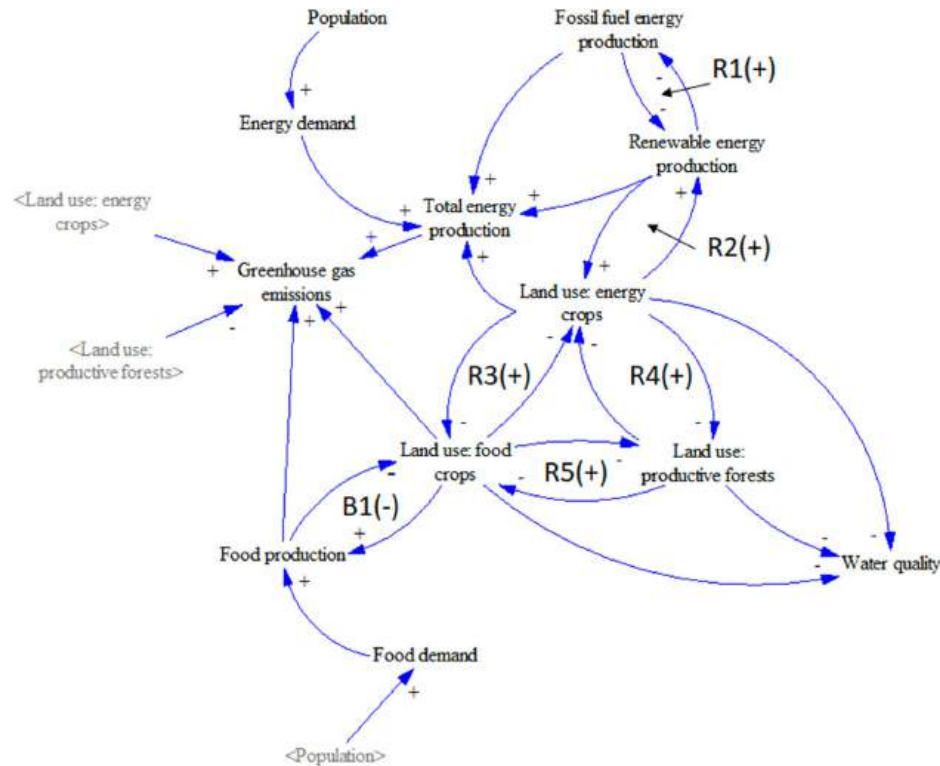 Population
Fossil fuel energy
production
R1(+)
-
-
+
Energy demand
Renewable energy
production
+
+
+
<Land use: energy
crops>
+
Total energy
production
+
R2(+)
+
+
+
Greenhouse gas
emissions
Land use: energy
crops
+
+
-
-
-
<Land use:
productive forests>
R3(+)
R4(+)
-
-
Land use: food
crops
-
-
Land use:
productive forests
-
-
R5(+)
B1(-)
+
-
-
-
Food production
Water quality
+
Food demand
+
<Population>